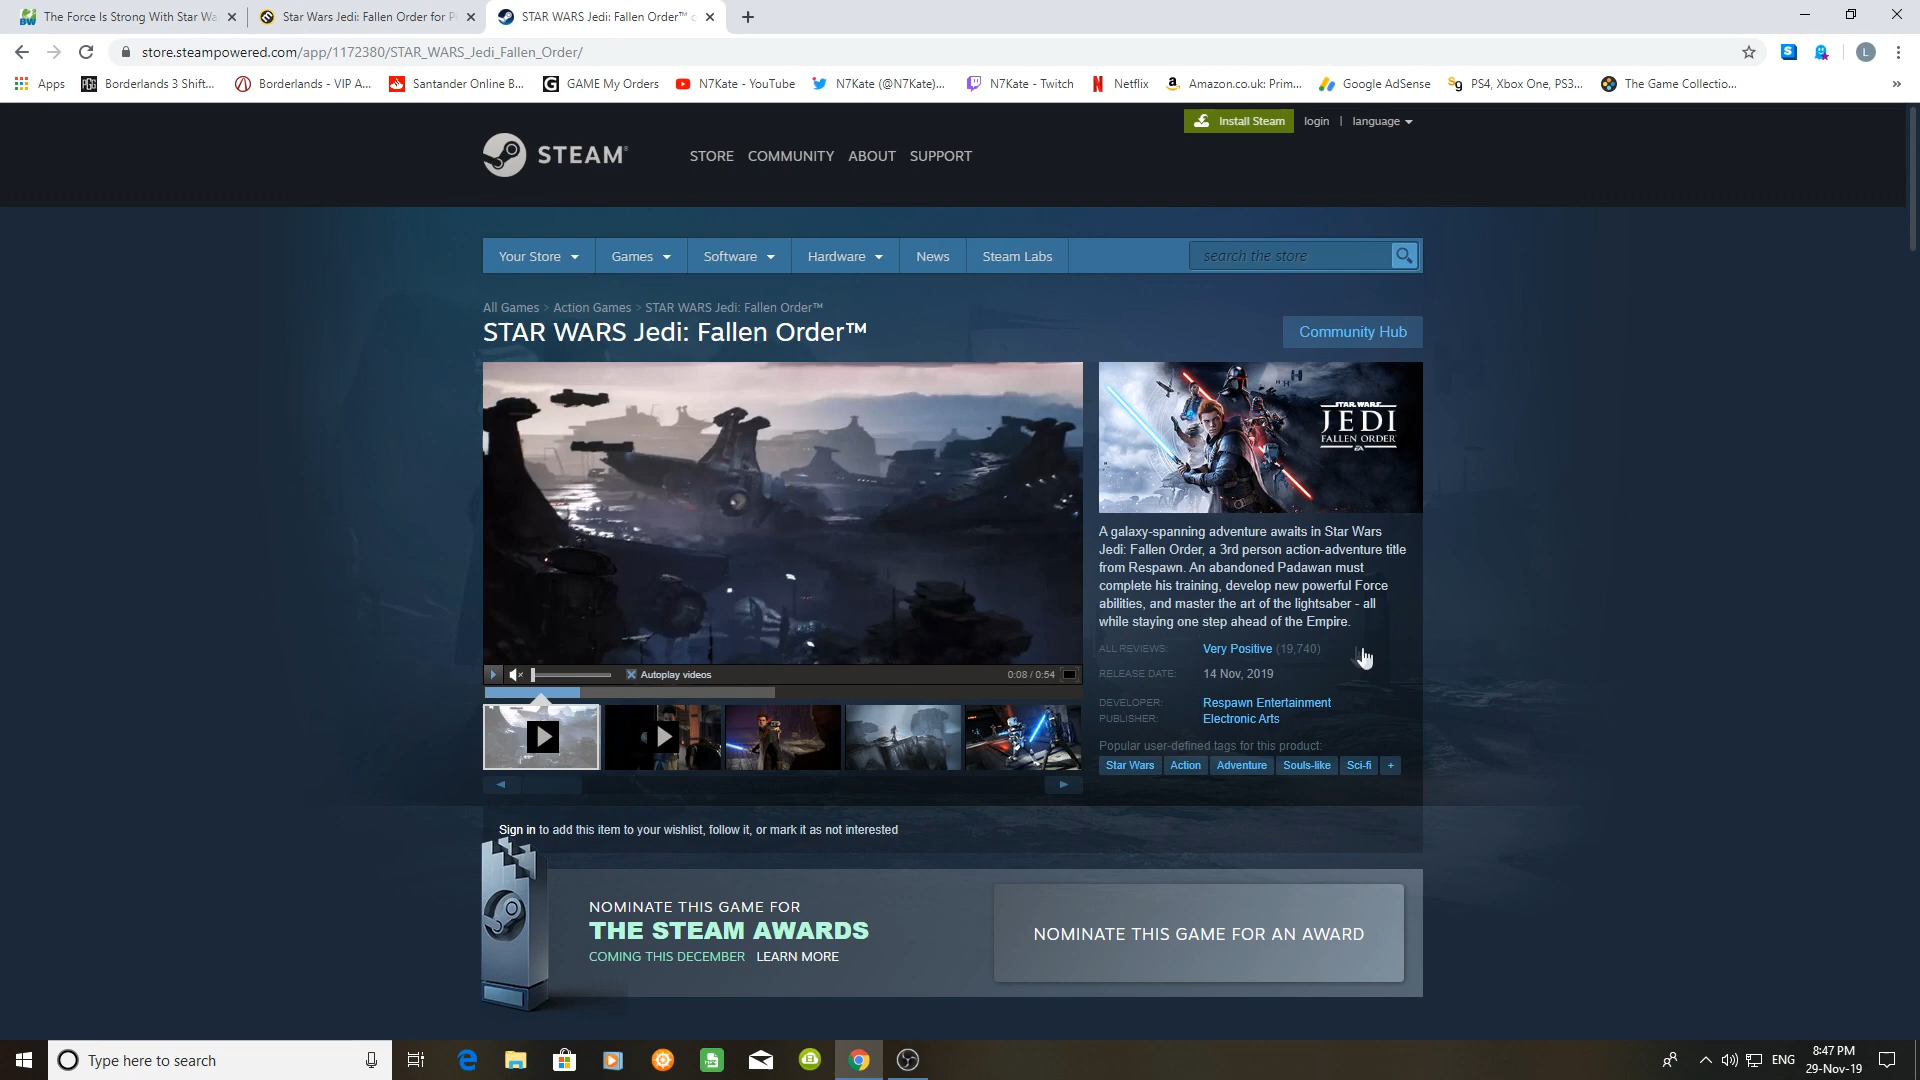 The Force Is Strong With Star Wa
Star Wars Jedi: Fallen Order for P
STAR WARS Jedi: Fallen Order™ o
store.steampowered.com/app/1172380/STAR_WARS_Jedi_Fallen_Order/
L
Apps
Borderlands 3 Shift...
Borderlands - VIP A...
Santander Online B...
GAME My Orders
N7Kate - YouTube
N7Kate (@N7Kate)...
N7Kate - Twitch
Netflix
Amazon.co.uk: Prim...
Google AdSense
PS4, Xbox One, PS3...
The Game Collectio...
Install Steam
login | language
STEAM
STORE COMMUNITY ABOUT SUPPORT
Your Store
Games
Software
Hardware
News
Steam Labs
search the store
All Games > Action Games > STAR WARS Jedi: Fallen Order™
STAR WARS Jedi: Fallen Order™
Community Hub
STAR WARS
JEDI
FALLEN ORDER
A galaxy-spanning adventure awaits in Star Wars
Jedi: Fallen Order, a 3rd person action-adventure title
from Respawn. An abandoned Padawan must
complete his training, develop new powerful Force
abilities, and master the art of the lightsaber - all
while staying one step ahead of the Empire.
ALL REVIEWS: Very Positive (19,740)
RELEASE DATE: 14 Nov, 2019
DEVELOPER: Respawn Entertainment
PUBLISHER: Electronic Arts
Popular user-defined tags for this product:
Star Wars Action Adventure Souls-like Sci-fi +
Autoplay videos
0:08 / 0:54
Sign in to add this item to your wishlist, follow it, or mark it as not interested
NOMINATE THIS GAME FOR
THE STEAM AWARDS
COMING THIS DECEMBER LEARN MORE
NOMINATE THIS GAME FOR AN AWARD
Type here to search
ENG
8:47 PM
29-Nov-19